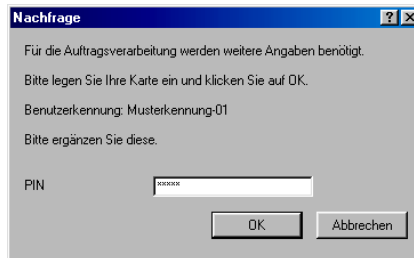 Nachfrage
Für die Auftragsverarbeitung werden weitere Angaben benötigt.
Bitte legen Sie Ihre Karte ein und klicken Sie auf OK.
Benutzerkennung: Musterkennung-01
Bitte ergänzen Sie diese.
PIN ×××××
OK Abbrechen